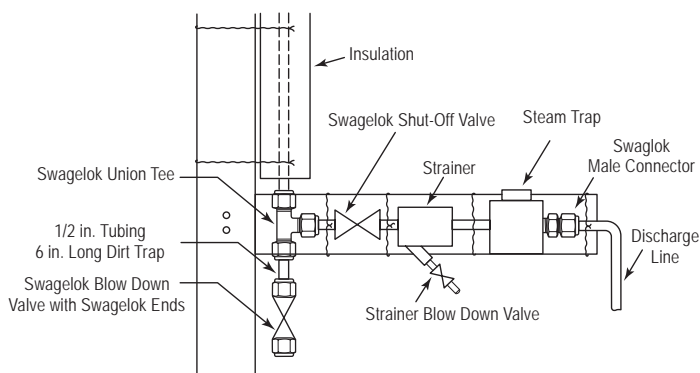 Insulation
Swagelok Shut-Off Valve
Steam Trap
Strainer
Swaglok
Male Connector
Swagelok Union Tee
1/2 in. Tubing
6 in. Long Dirt Trap
Discharge
Line
Swagelok Blow Down
Valve with Swagelok Ends
Strainer Blow Down Valve